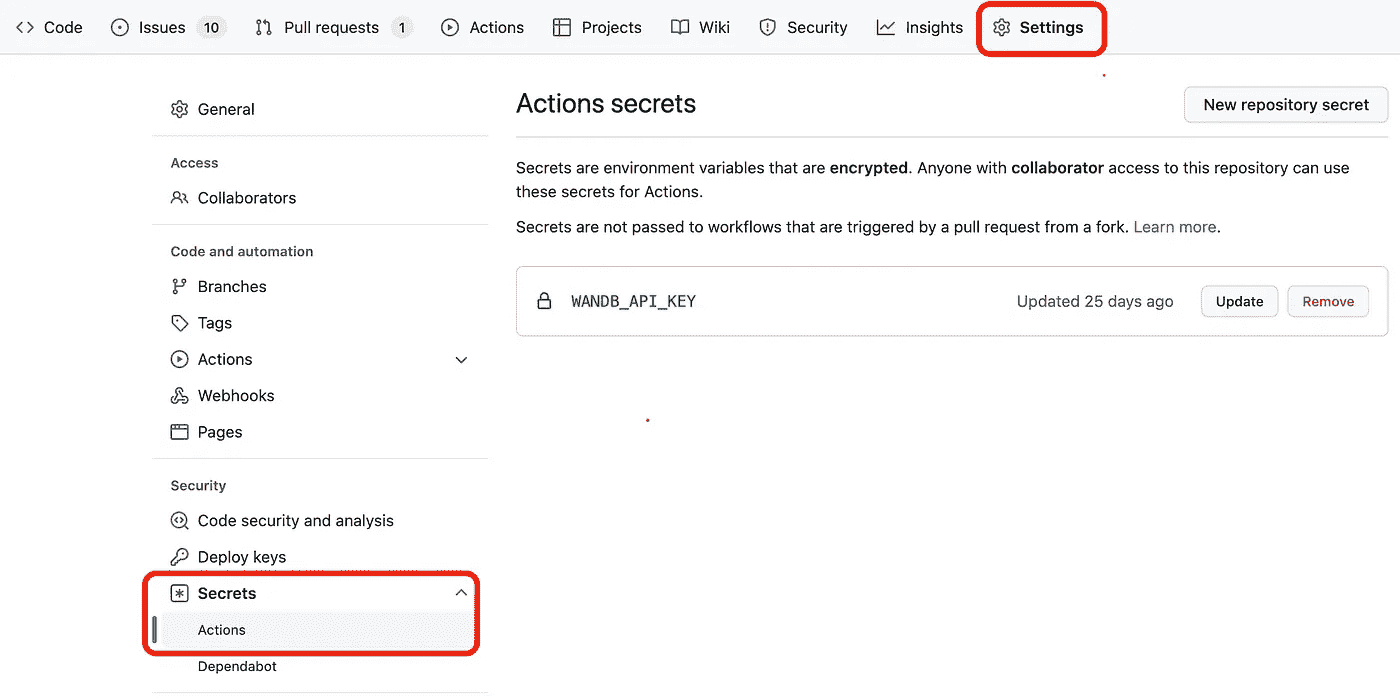 Code Issues 10 Pull requests 1 Actions Projects Wiki Security Insights Settings
General
Access
Collaborators
Code and automation
Branches
Tags
Actions
Webhooks
Pages
Security
Code security and analysis
Deploy keys
Secrets
Actions
Dependabot
Actions secrets
New repository secret
Secrets are environment variables that are encrypted. Anyone with collaborator access to this repository can use
these secrets for Actions.
Secrets are not passed to workflows that are triggered by a pull request from a fork. Learn more.
WANDB_API_KEY Updated 25 days ago Update Remove